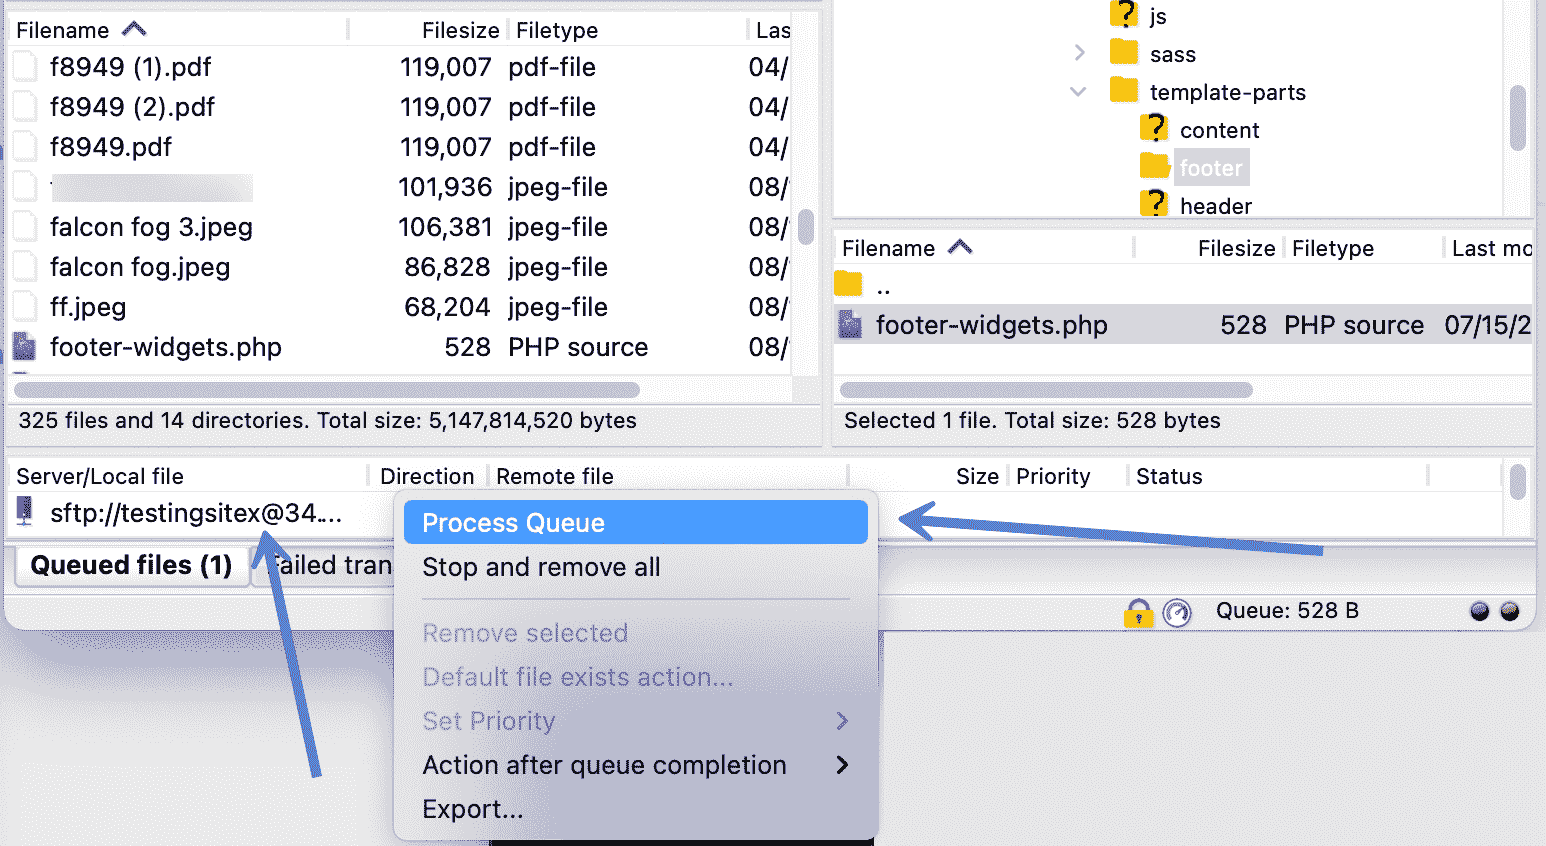 Filename Filesize Filetype Las
f8949 (1).pdf 119,007 pdf-file 04/
f8949 (2).pdf 119,007 pdf-file 04/
f8949.pdf 119,007 pdf-file 04/
101,936 jpeg-file 08/
falcon fog 3.jpeg 106,381 jpeg-file 08/
falcon fog.jpeg 86,828 jpeg-file 08/
ff.jpeg 68,204 jpeg-file 08/
footer-widgets.php 528 PHP source 08/
325 files and 14 directories. Total size: 5,147,814,520 bytes
js
sass
template-parts
content
footer
header
Filename Filesize Filetype Last mo
..
footer-widgets.php 528 PHP source 07/15/2
Selected 1 file. Total size: 528 bytes
Server/Local file Direction Remote file Size Priority Status
sftp://testingsitex@34....
Queued files (1) Failed tran
Process Queue
Stop and remove all
Remove selected
Default file exists action...
Set Priority
Action after queue completion
Export...
Queue: 528 B